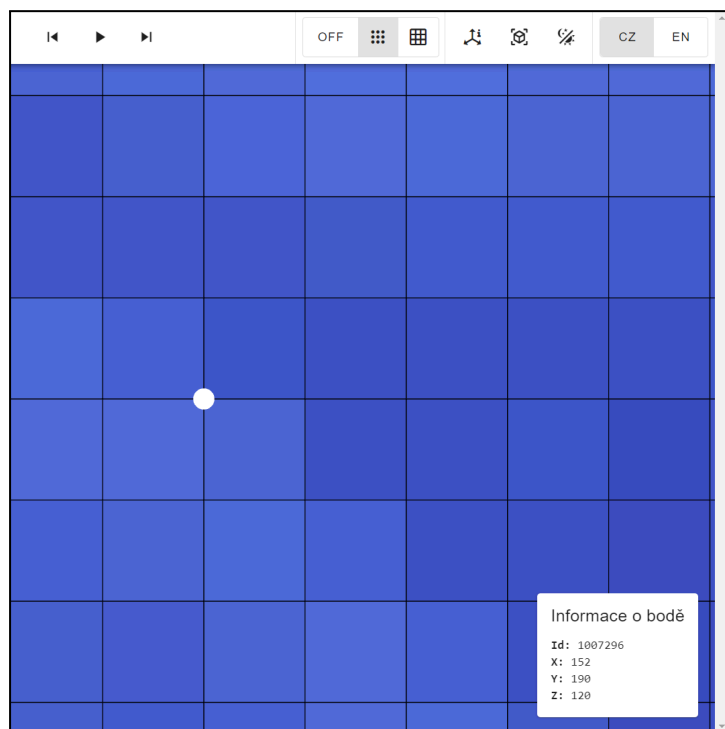 OFF
CZ
EN
Informace o bodě
Id: 1007296
X: 152
Y: 190
Z: 120